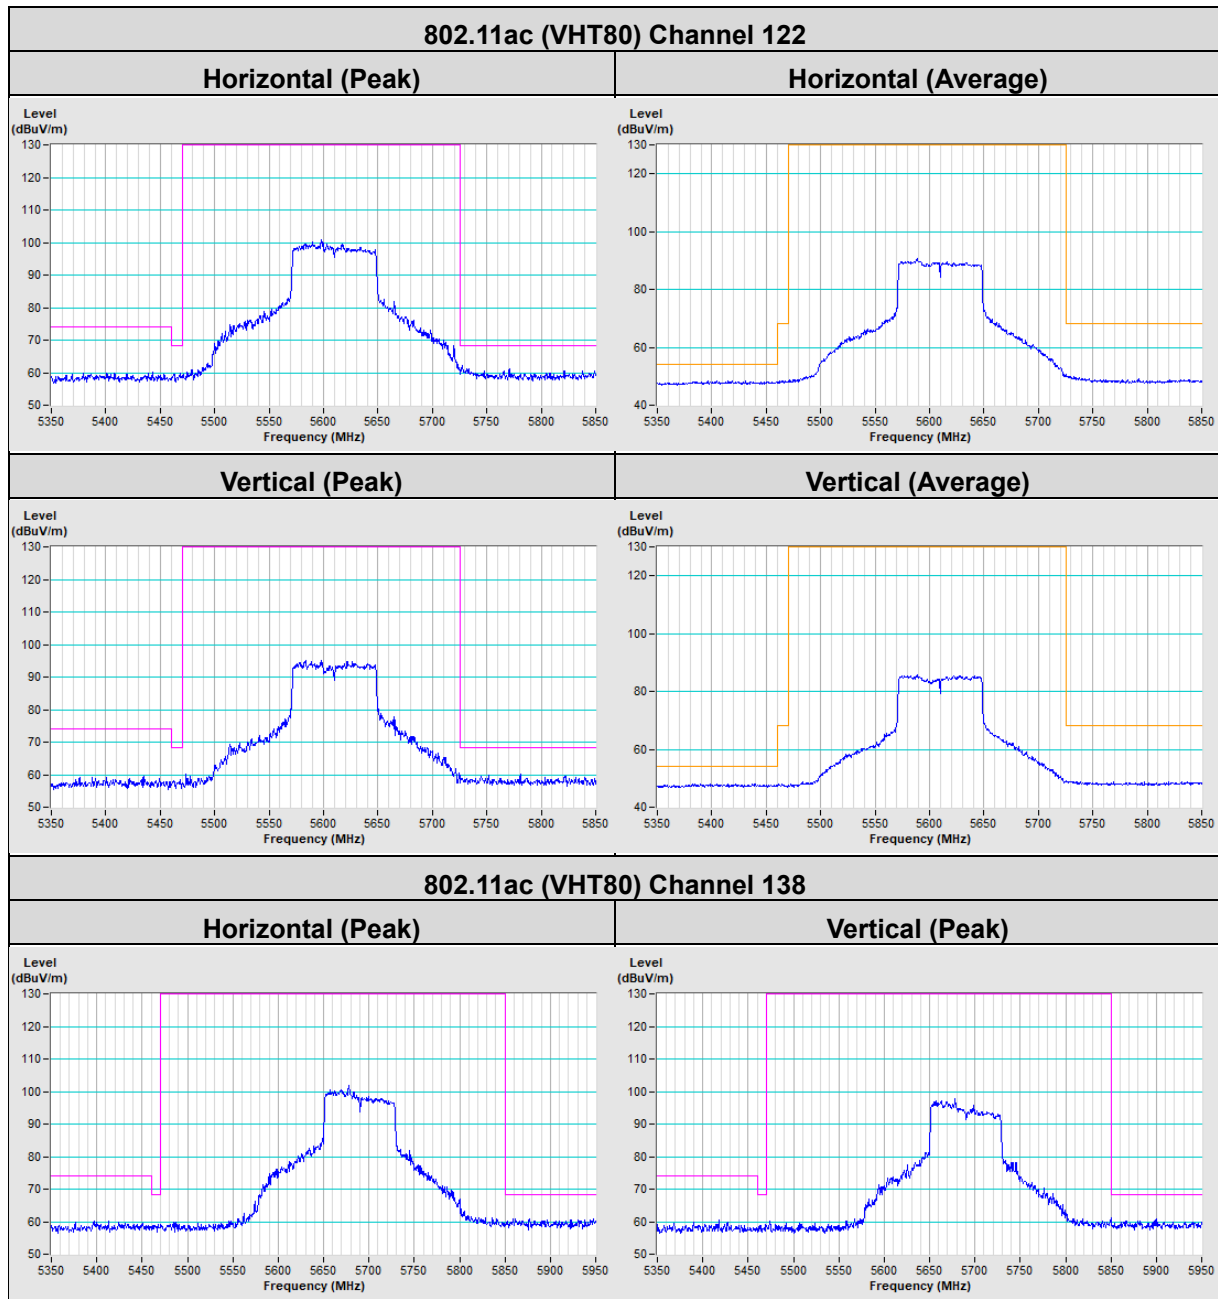 802.11ac (VHT80) Channel 122
Horizontal (Peak)
Horizontal (Average)
Level
(dBuV/m)
130
120
110
100
90
80
70
60
50
5350 5400 5450 5500 5550 5600 5650 5700 5750 5800 5850
Frequency (MHz)
Level
(dBuV/m)
130
120
100
80
60
40
5350 5400 5450 5500 5550 5600 5650 5700 5750 5800 5850
Frequency (MHz)
Vertical (Peak)
Vertical (Average)
Level
(dBuV/m)
130
120
110
100
90
80
70
60
50
5350 5400 5450 5500 5550 5600 5650 5700 5750 5800 5850
Frequency (MHz)
Level
(dBuV/m)
130
120
100
80
60
40
5350 5400 5450 5500 5550 5600 5650 5700 5750 5800 5850
Frequency (MHz)
802.11ac (VHT80) Channel 138
Horizontal (Peak)
Vertical (Peak)
Level
(dBuV/m)
130
120
110
100
90
80
70
60
50
5350 5400 5450 5500 5550 5600 5650 5700 5750 5800 5850 5900 5950
Frequency (MHz)
Level
(dBuV/m)
130
120
110
100
90
80
70
60
50
5350 5400 5450 5500 5550 5600 5650 5700 5750 5800 5850 5900 5950
Frequency (MHz)